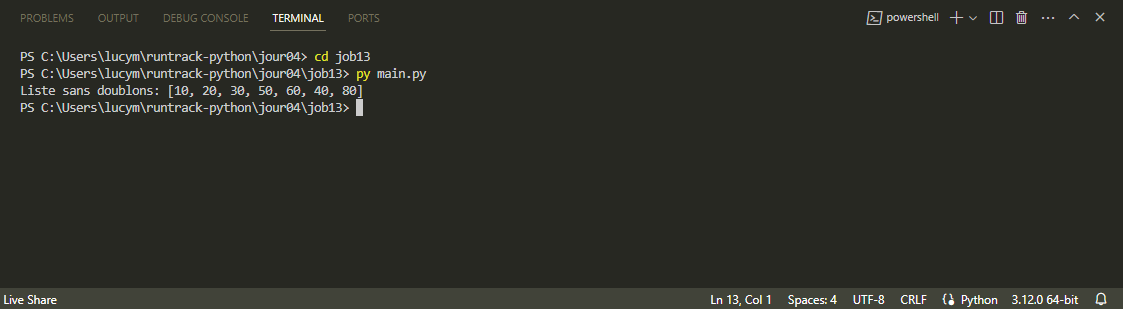 PROBLEMS OUTPUT DEBUG CONSOLE TERMINAL PORTS powershell
PS C:\Users\lucym\runtrack-python\jour04> cd job13
PS C:\Users\lucym\runtrack-python\jour04\job13> py main.py
Liste sans doublons: [10, 20, 30, 50, 60, 40, 80]
PS C:\Users\lucym\runtrack-python\jour04\job13>
Live Share Ln 13, Col 1 Spaces: 4 UTF-8 CRLF Python 3.12.0 64-bit